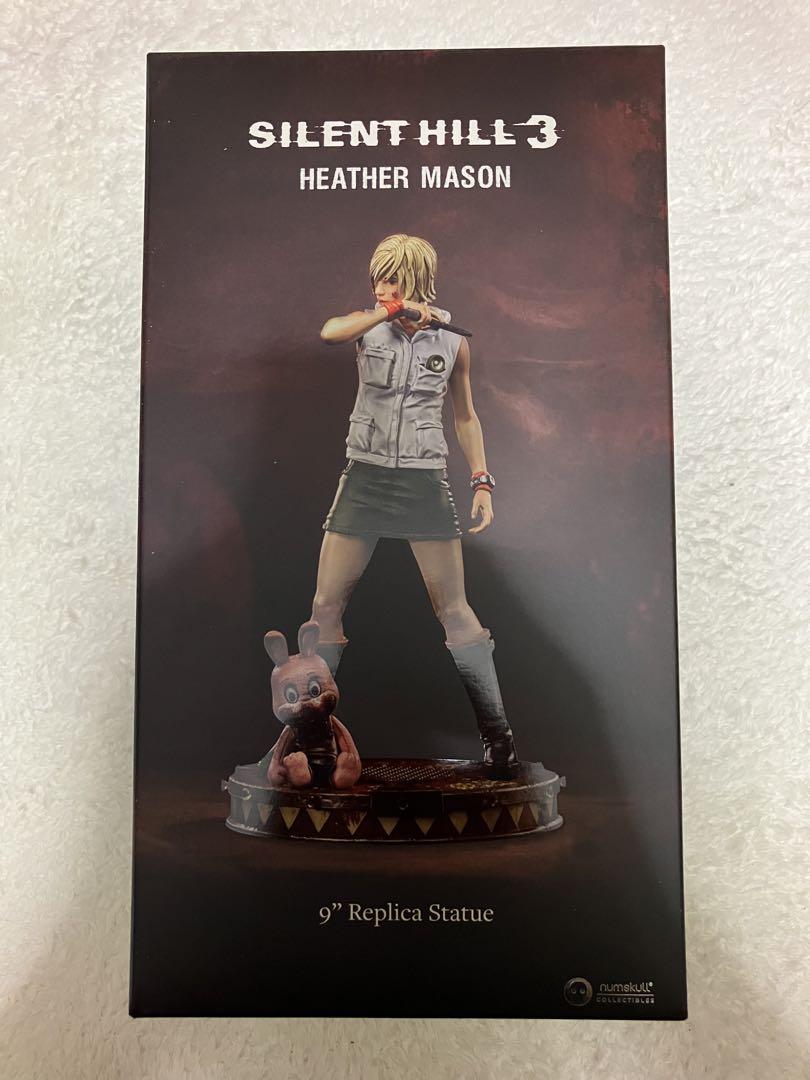 SILENT HILL 3
HEATHER MASON
9” Replica Statue
numskull®
COLLECTIBLES